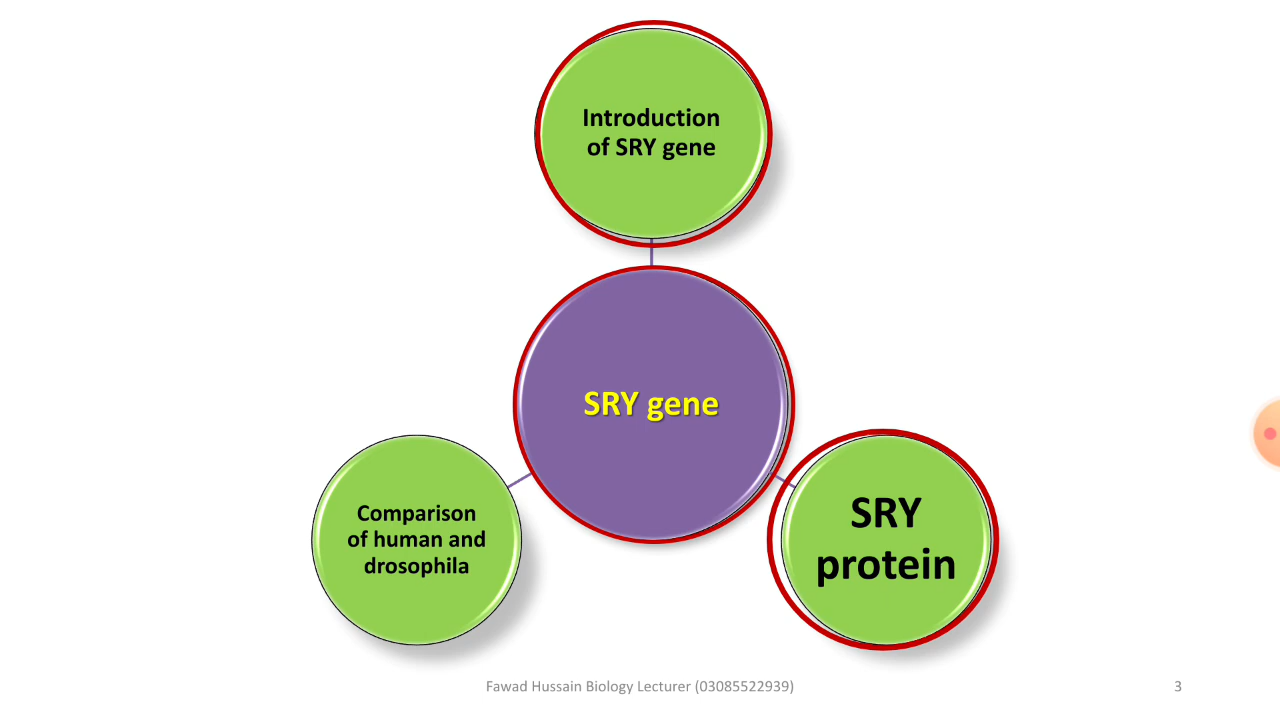 Introduction
of SRY gene
SRY gene
Comparison
of human and
drosophila
SRY
protein
Fawad Hussain Biology Lecturer (03085522939)
3